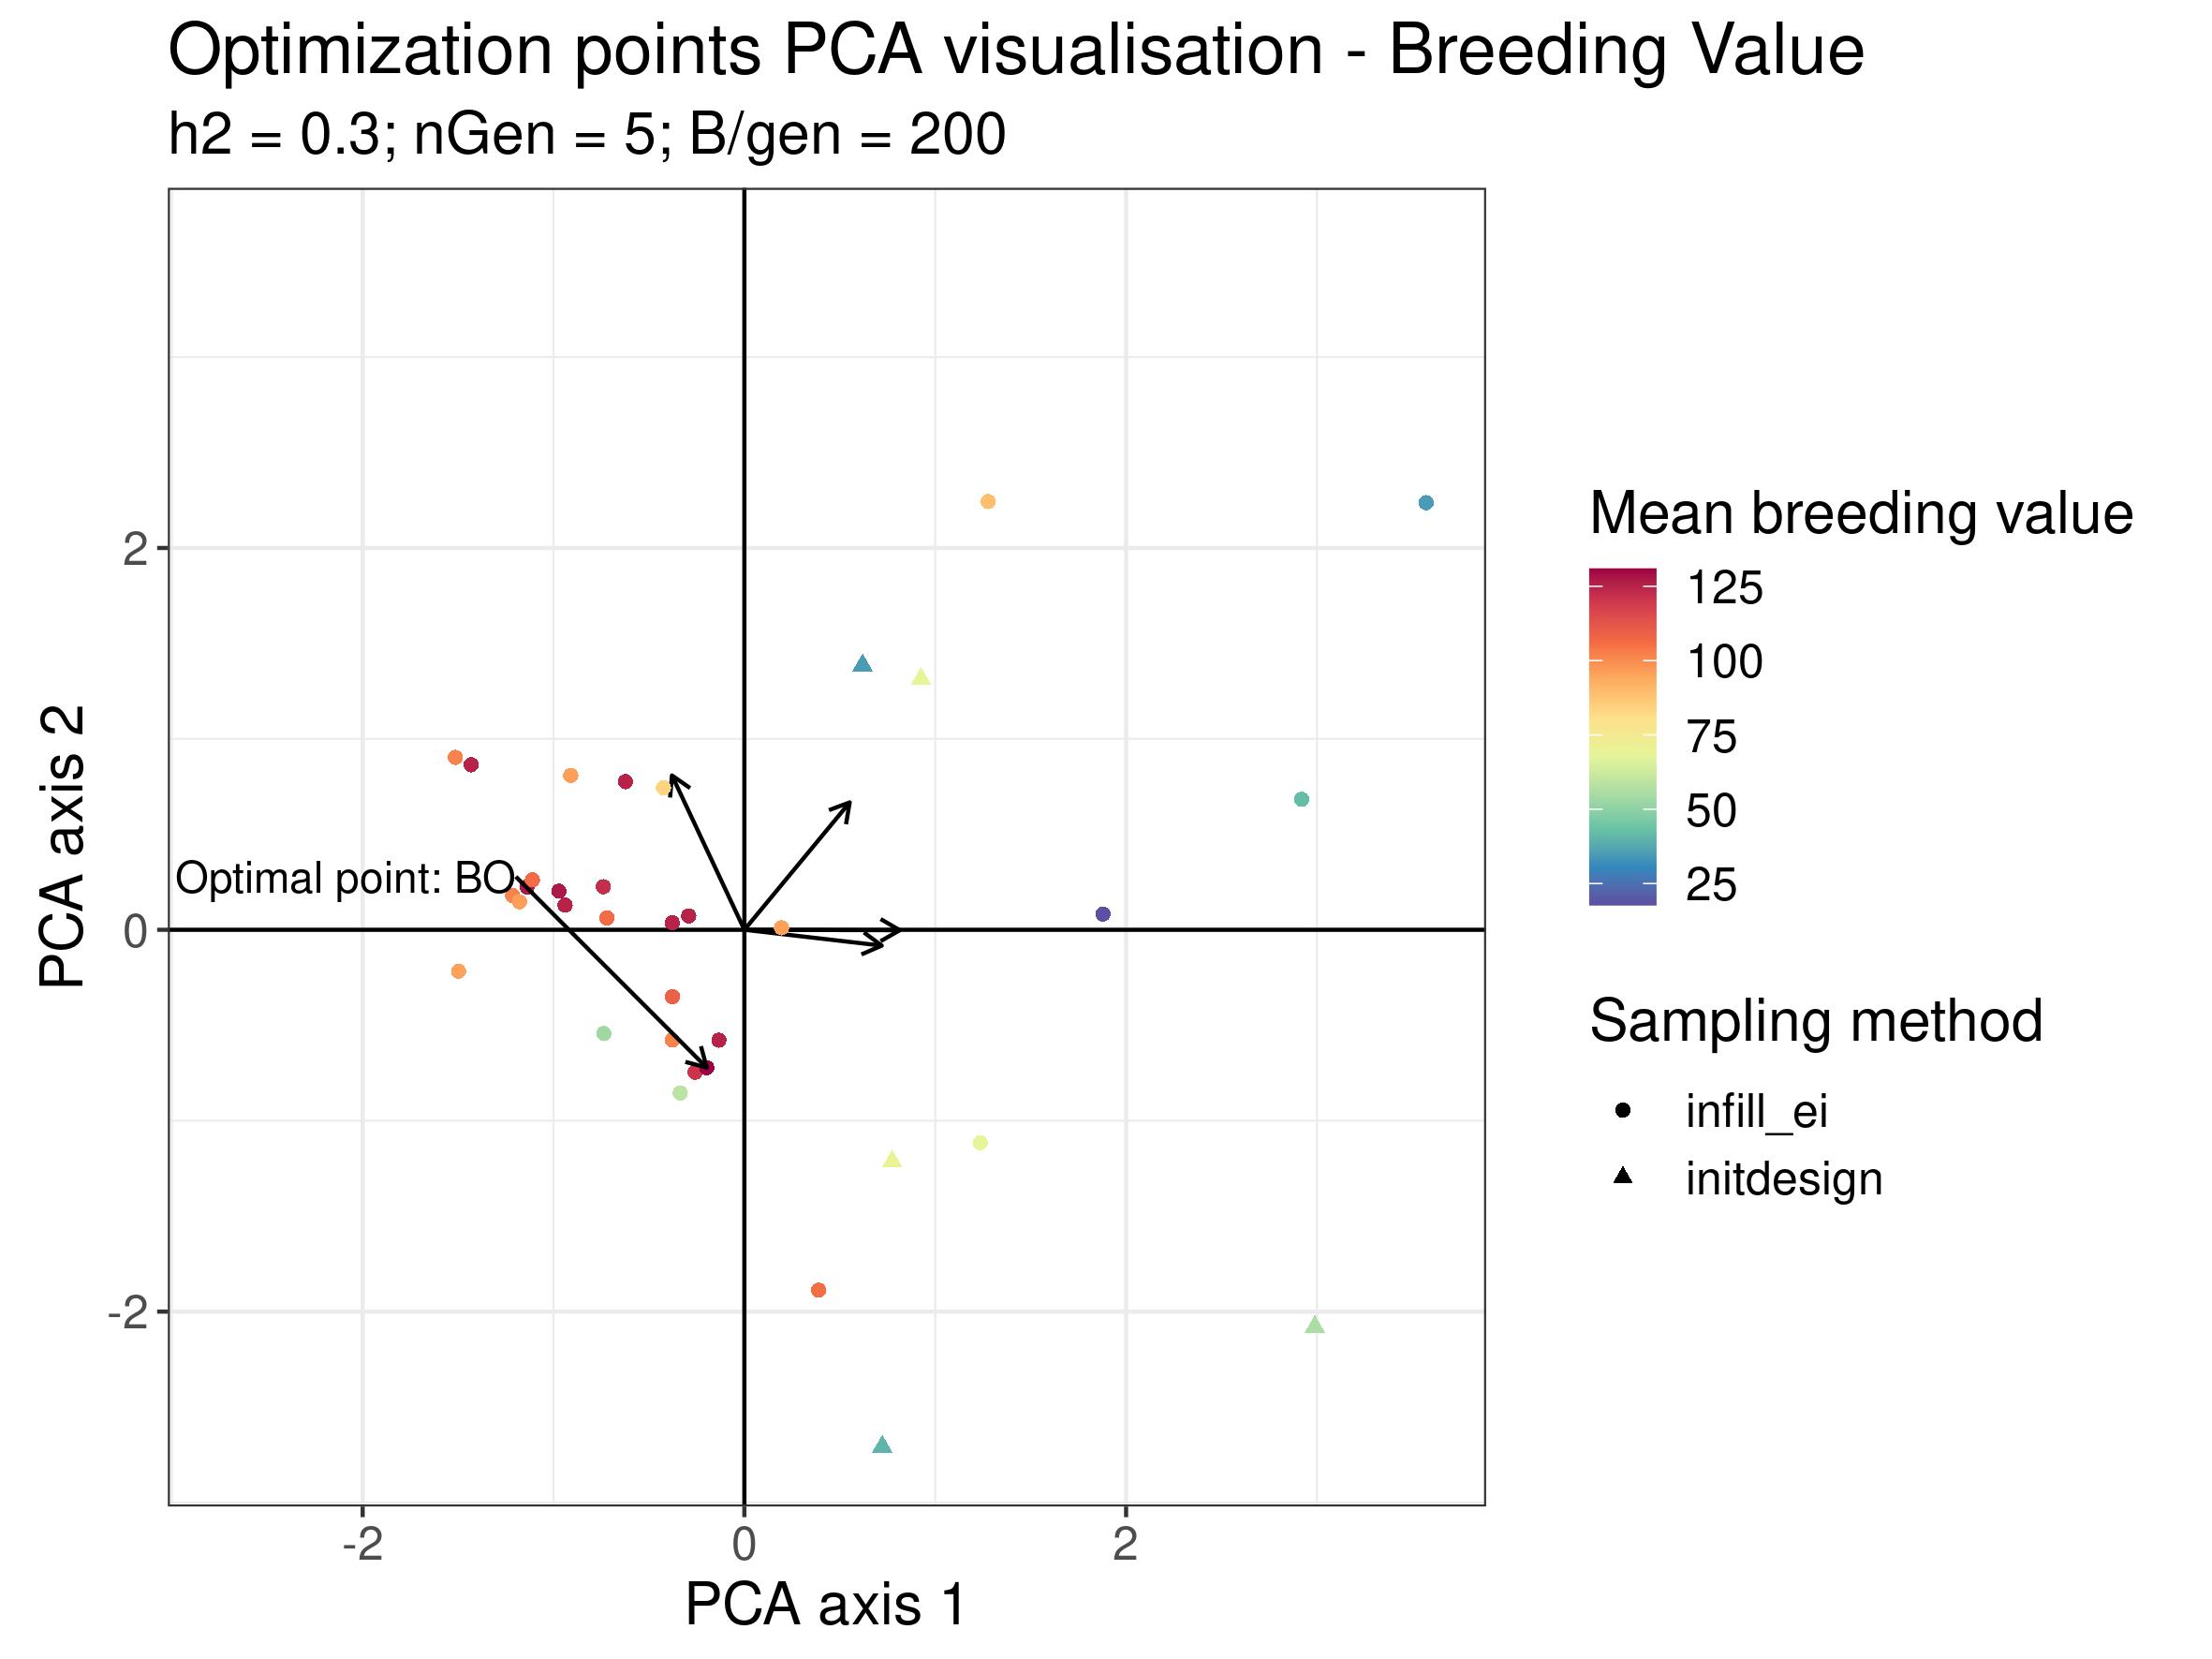 Optimization points PCA visualisation - Breeding Value
h2 = 0.3; nGen = 5; B/gen = 200
PCA axis 2
2
0
-2
Optimal point: BO
-2
0
2
PCA axis 1
Mean breeding value
125
100
75
50
25
Sampling method
infill_ei
initdesign